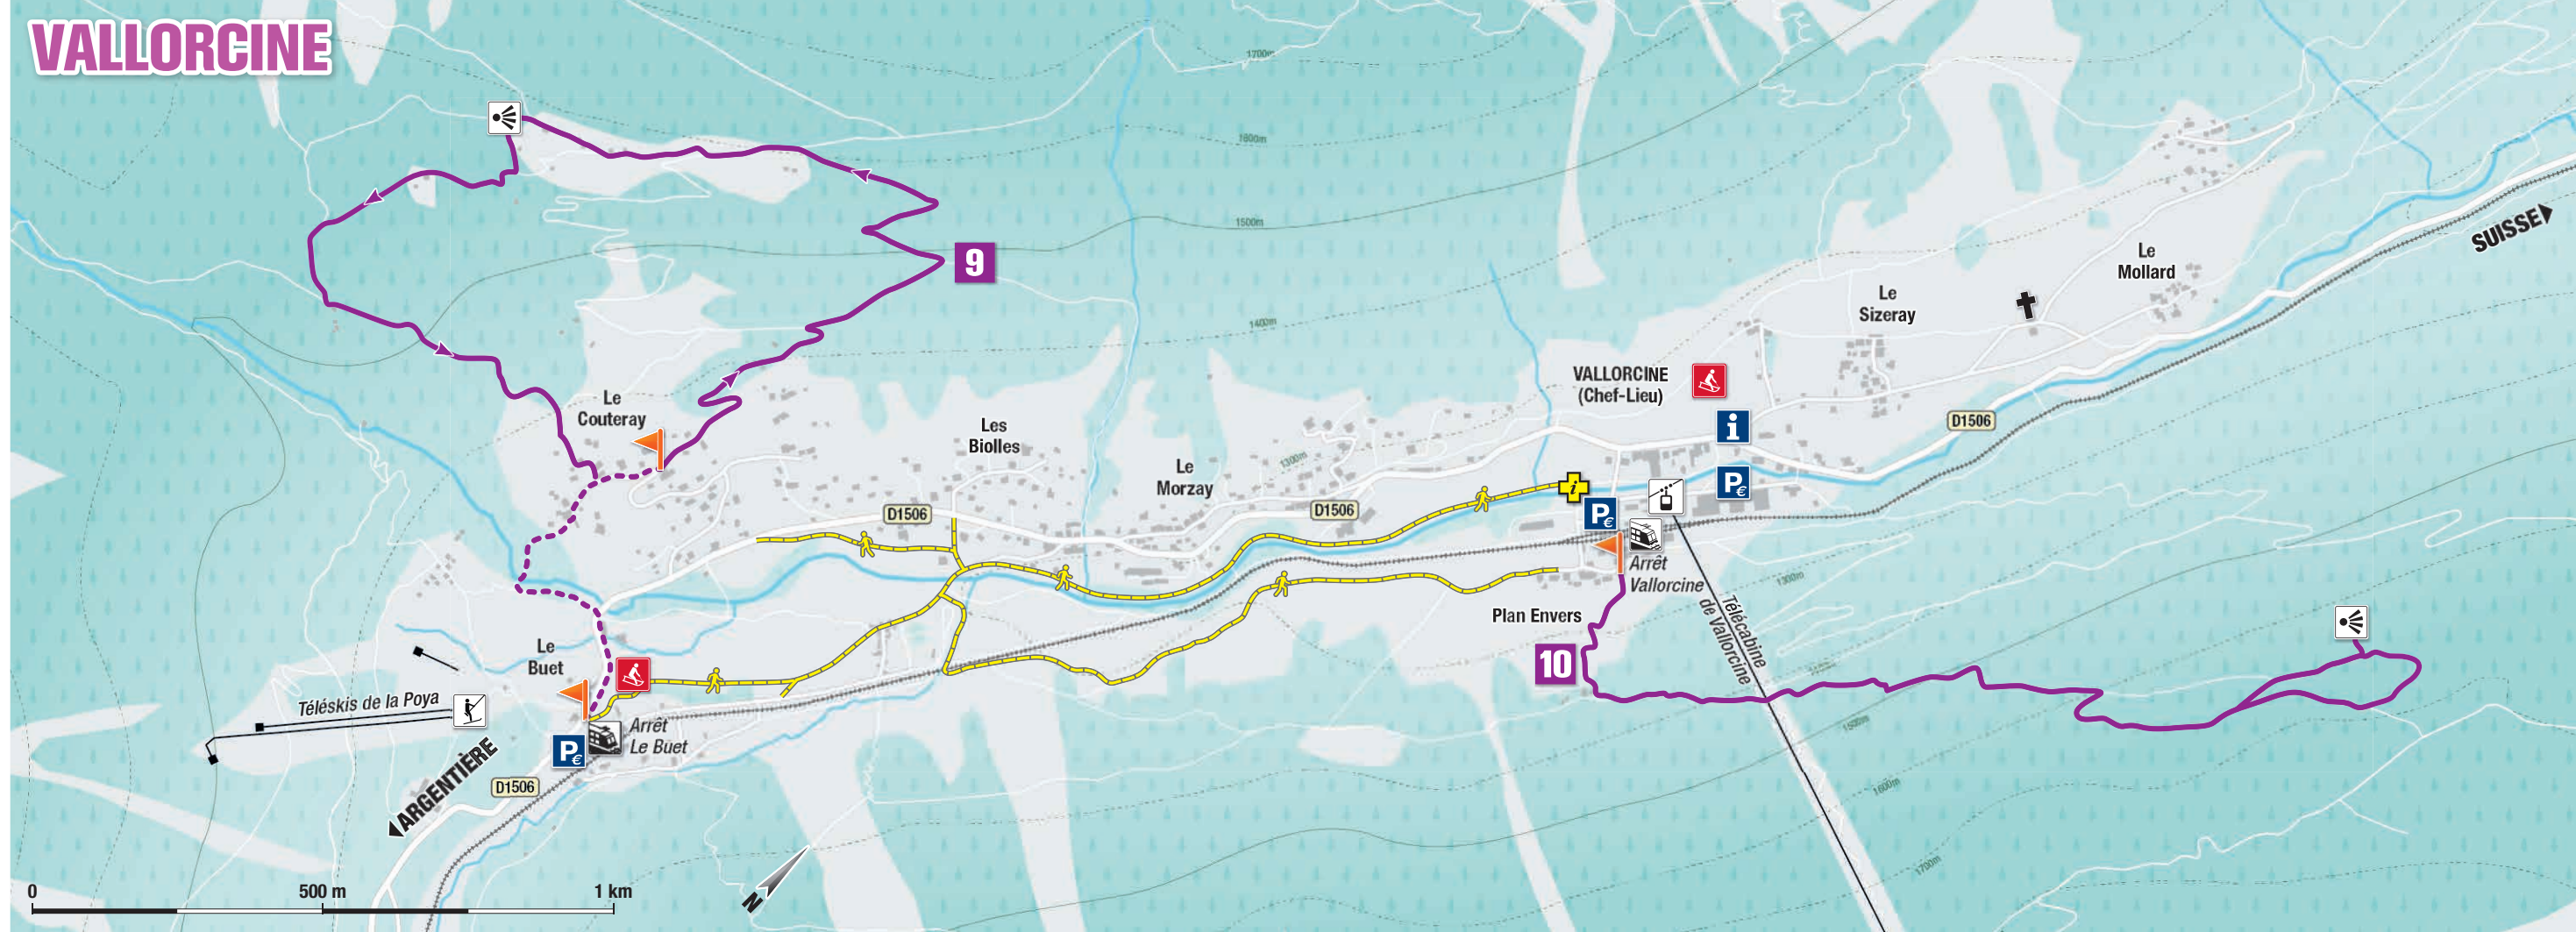 VALLORCINE
1700m
1600m
1500m
9
1400m
SUISSE
Le
Mollard
Le
Sizeray
VALLORCINE
(Chef-Lieu)
i
D1506
Le
Couteray
Les
Biolles
1300m
Le
Morzay
D1506
D1506
i
P€
P€
Arrêt
Vallorcine
1300m
Plan Envers
Télécabine
de Vallorcine
10
Le
Buet
Téléskis de la Poya
Arrêt
Le Buet
P€
1500m
ARGENTIÈRE
D1506
1600m
1700m
N
0
500 m
1 km